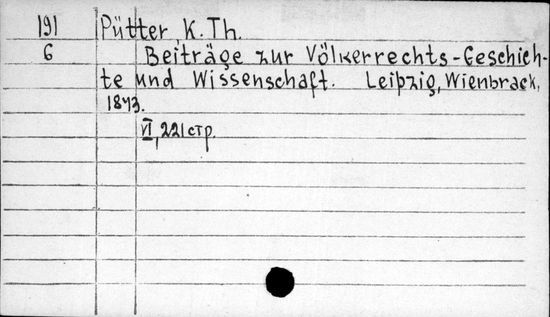 191 Pütter, K. Th.
6 Beiträge zur Völkerrechts-Geschich-
te und Wissenschaft. Leipzig, Wienbrack,
1843.
VI, 221 стр.